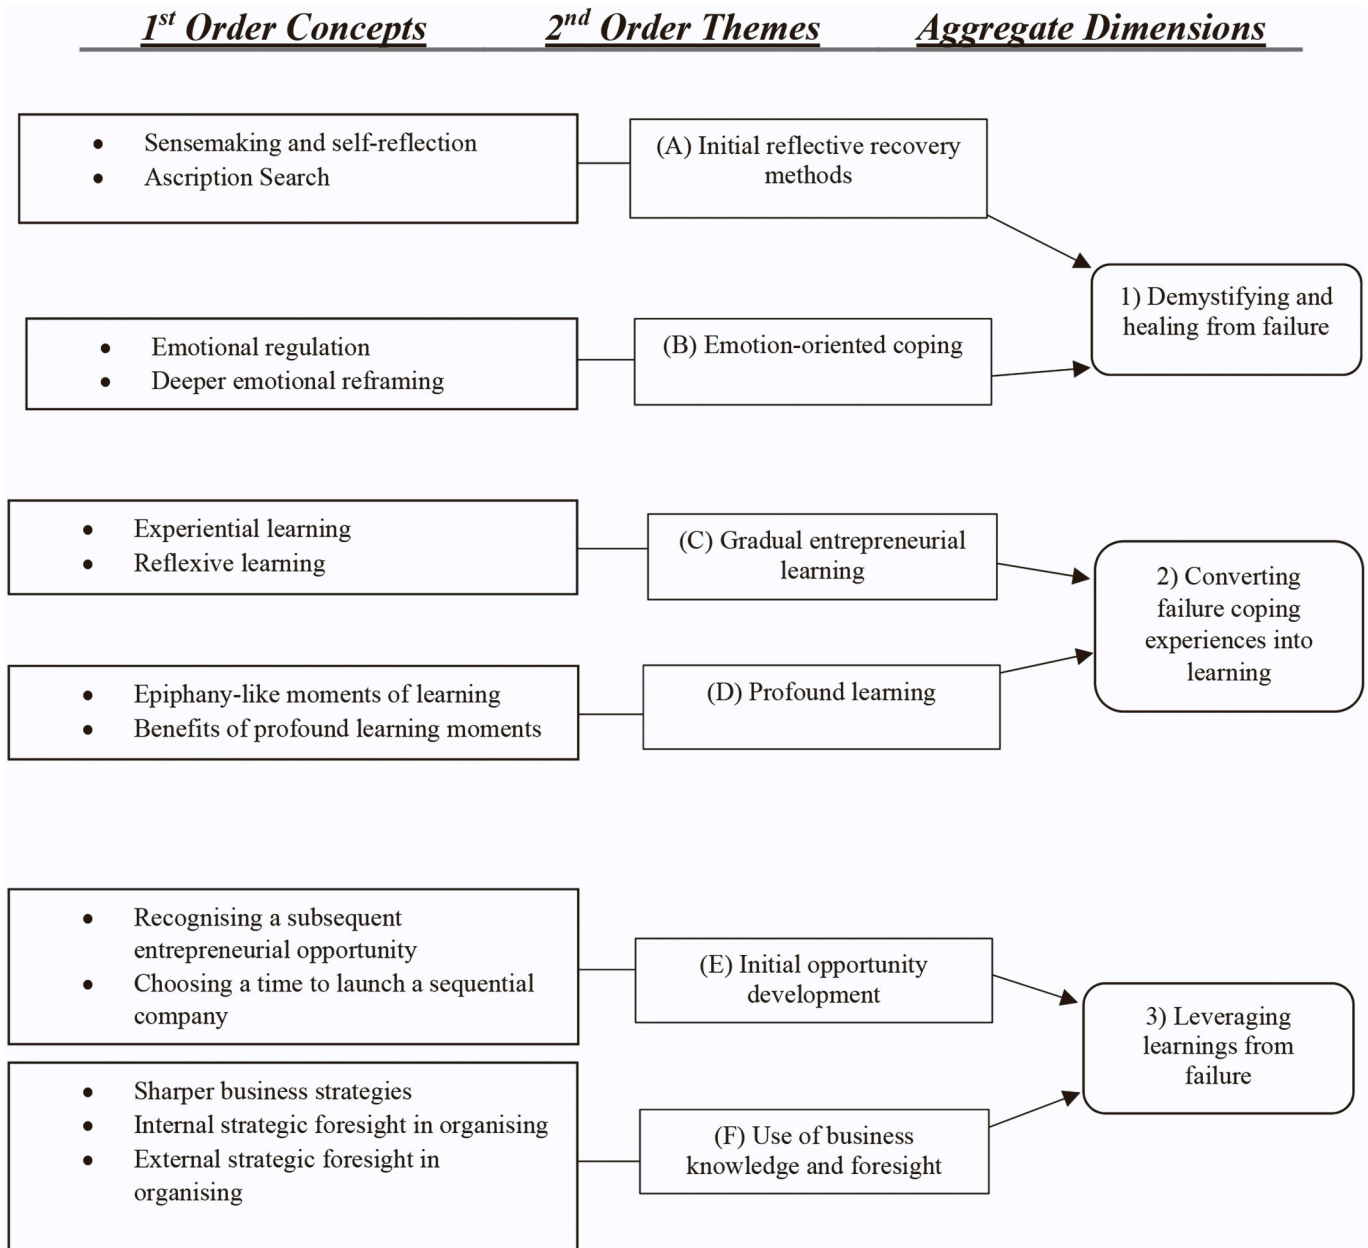 1st Order Concepts 2nd Order Themes Aggregate Dimensions
• Sensemaking and self-reflection
• Ascription Search
(A) Initial reflective recovery
methods
1) Demystifying and
healing from failure
• Emotional regulation
• Deeper emotional reframing
(B) Emotion-oriented coping
• Experiential learning
• Reflexive learning
(C) Gradual entrepreneurial
learning
2) Converting
failure coping
experiences into
learning
• Epiphany-like moments of learning
• Benefits of profound learning moments
(D) Profound learning
• Recognising a subsequent
entrepreneurial opportunity
• Choosing a time to launch a sequential
company
(E) Initial opportunity
development
3) Leveraging
learnings from
failure
• Sharper business strategies
• Internal strategic foresight in organising
• External strategic foresight in
organising
(F) Use of business
knowledge and foresight